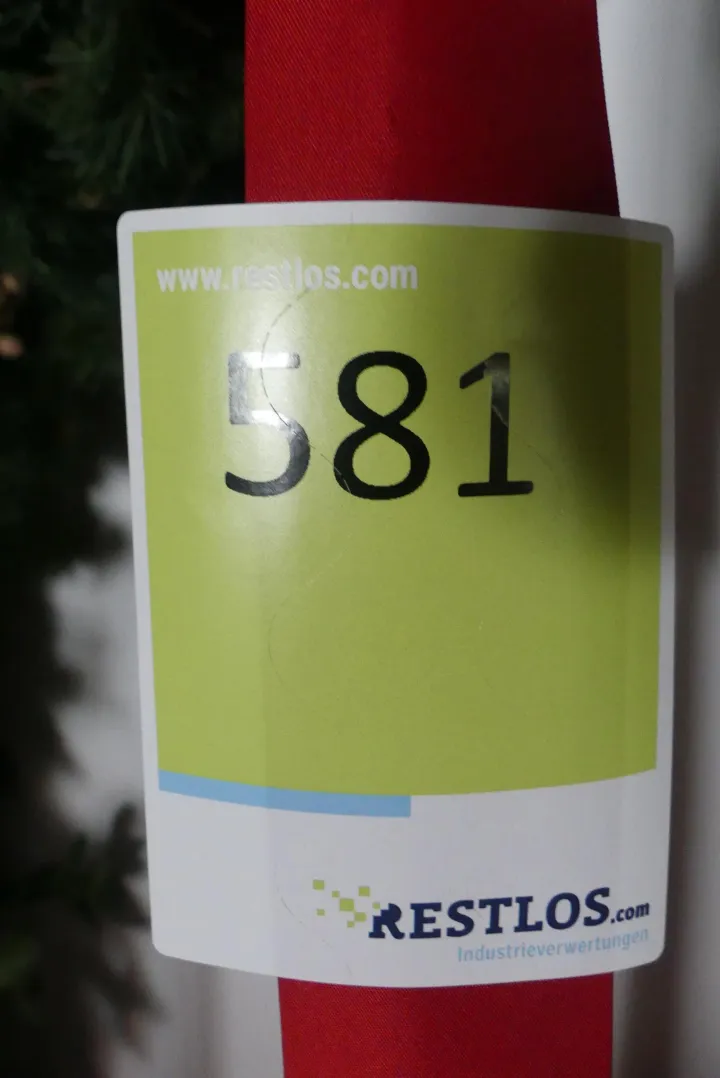 www.restlos.com
581
RESTLOS.com
Industrieverwertungen